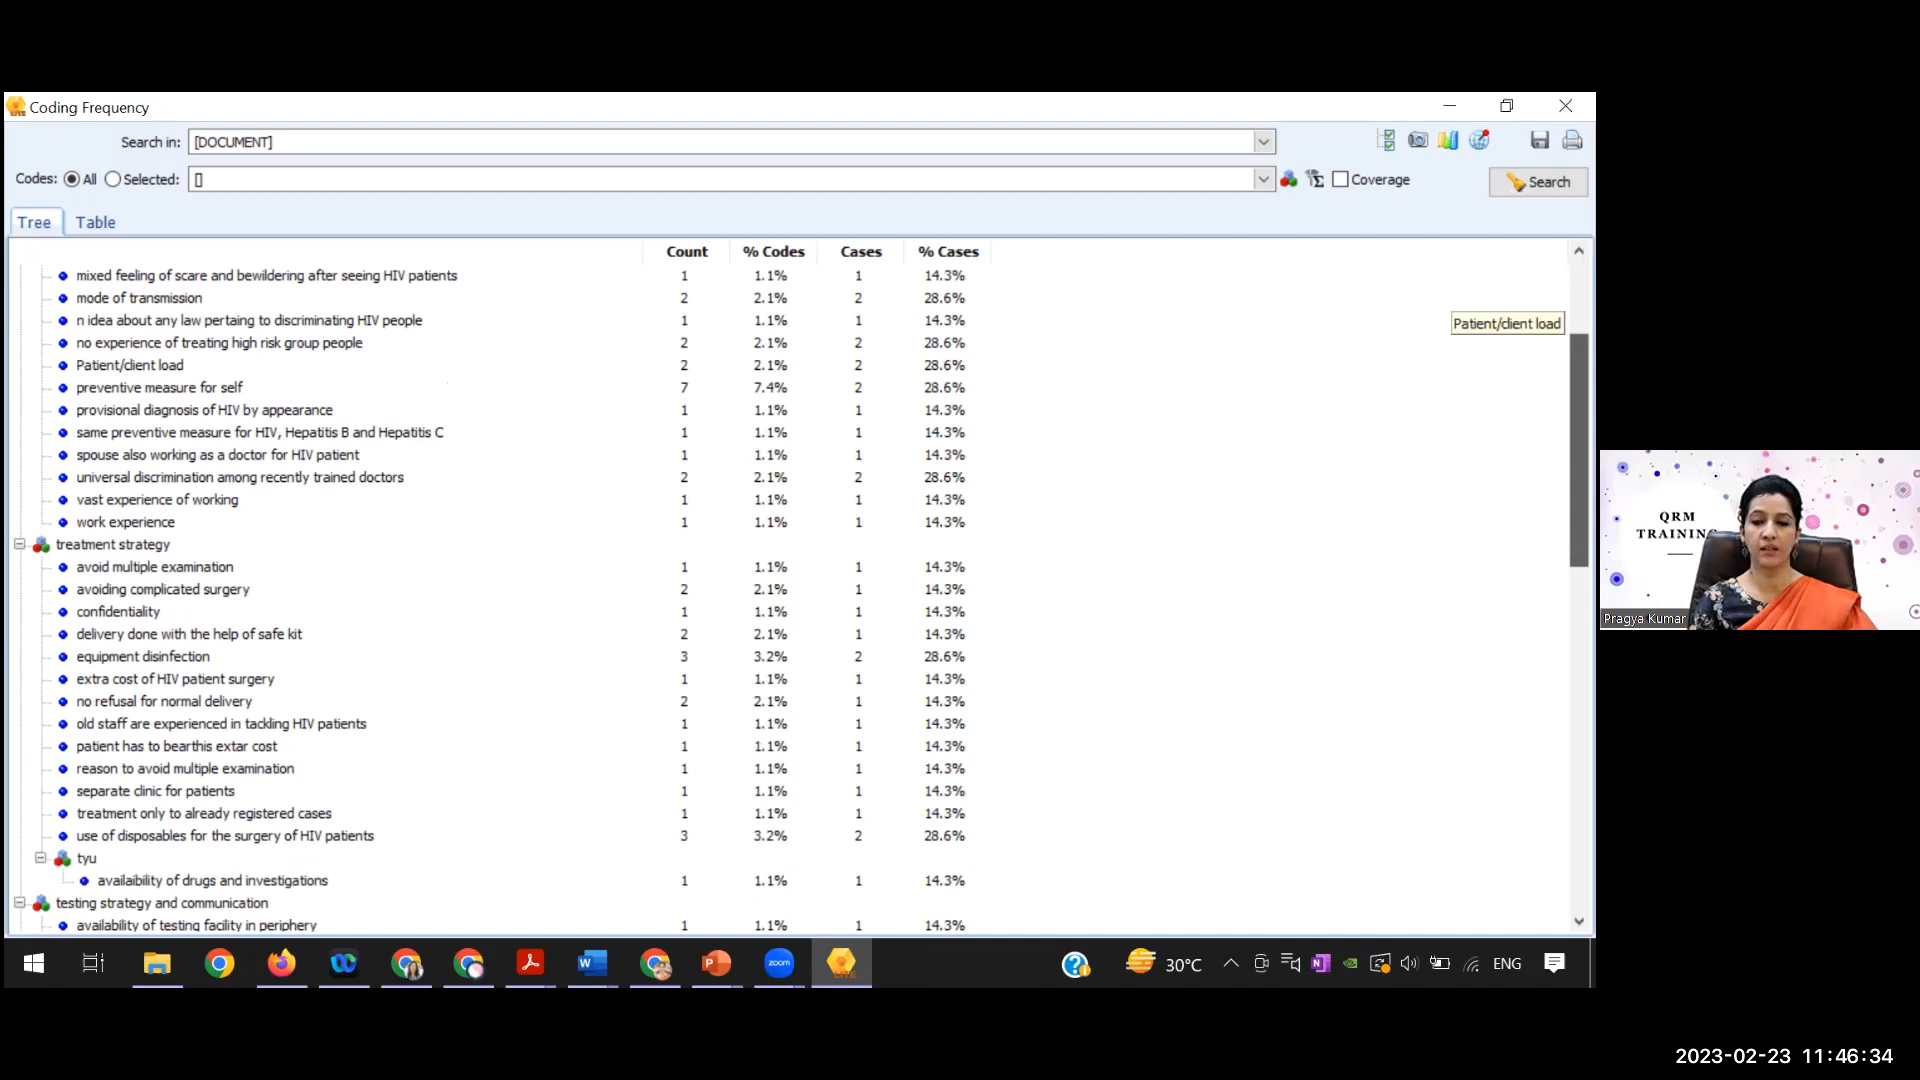 Coding Frequency
Search in: [DOCUMENT]
Codes: All Selected: [] Coverage Search
Tree Table
Count % Codes Cases % Cases
mixed feeling of scare and bewildering after seeing HIV patients 1 1.1% 1 14.3%
mode of transmission 2 2.1% 2 28.6%
n idea about any law pertaing to discriminating HIV people 1 1.1% 1 14.3%
Patient/client load
no experience of treating high risk group people 2 2.1% 2 28.6%
Patient/client load 2 2.1% 2 28.6%
preventive measure for self 7 7.4% 2 28.6%
provisional diagnosis of HIV by appearance 1 1.1% 1 14.3%
same preventive measure for HIV, Hepatitis B and Hepatitis C 1 1.1% 1 14.3%
spouse also working as a doctor for HIV patient 1 1.1% 1 14.3%
universal discrimination among recently trained doctors 2 2.1% 2 28.6%
vast experience of working 1 1.1% 1 14.3%
work experience 1 1.1% 1 14.3%
treatment strategy
avoid multiple examination 1 1.1% 1 14.3%
avoiding complicated surgery 2 2.1% 1 14.3%
confidentiality 1 1.1% 1 14.3%
delivery done with the help of safe kit 2 2.1% 1 14.3%
equipment disinfection 3 3.2% 2 28.6%
extra cost of HIV patient surgery 1 1.1% 1 14.3%
no refusal for normal delivery 2 2.1% 1 14.3%
old staff are experienced in tackling HIV patients 1 1.1% 1 14.3%
patient has to bearthis extar cost 1 1.1% 1 14.3%
reason to avoid multiple examination 1 1.1% 1 14.3%
separate clinic for patients 1 1.1% 1 14.3%
treatment only to already registered cases 1 1.1% 1 14.3%
use of disposables for the surgery of HIV patients 3 3.2% 2 28.6%
tyu
availaibility of drugs and investigations 1 1.1% 1 14.3%
testing strategy and communication
availability of testing facility in periphery 1 1.1% 1 14.3%
QRM
TRAINING
Pragya Kumar
zoom
30°C ENG
2023-02-23 11:46:34